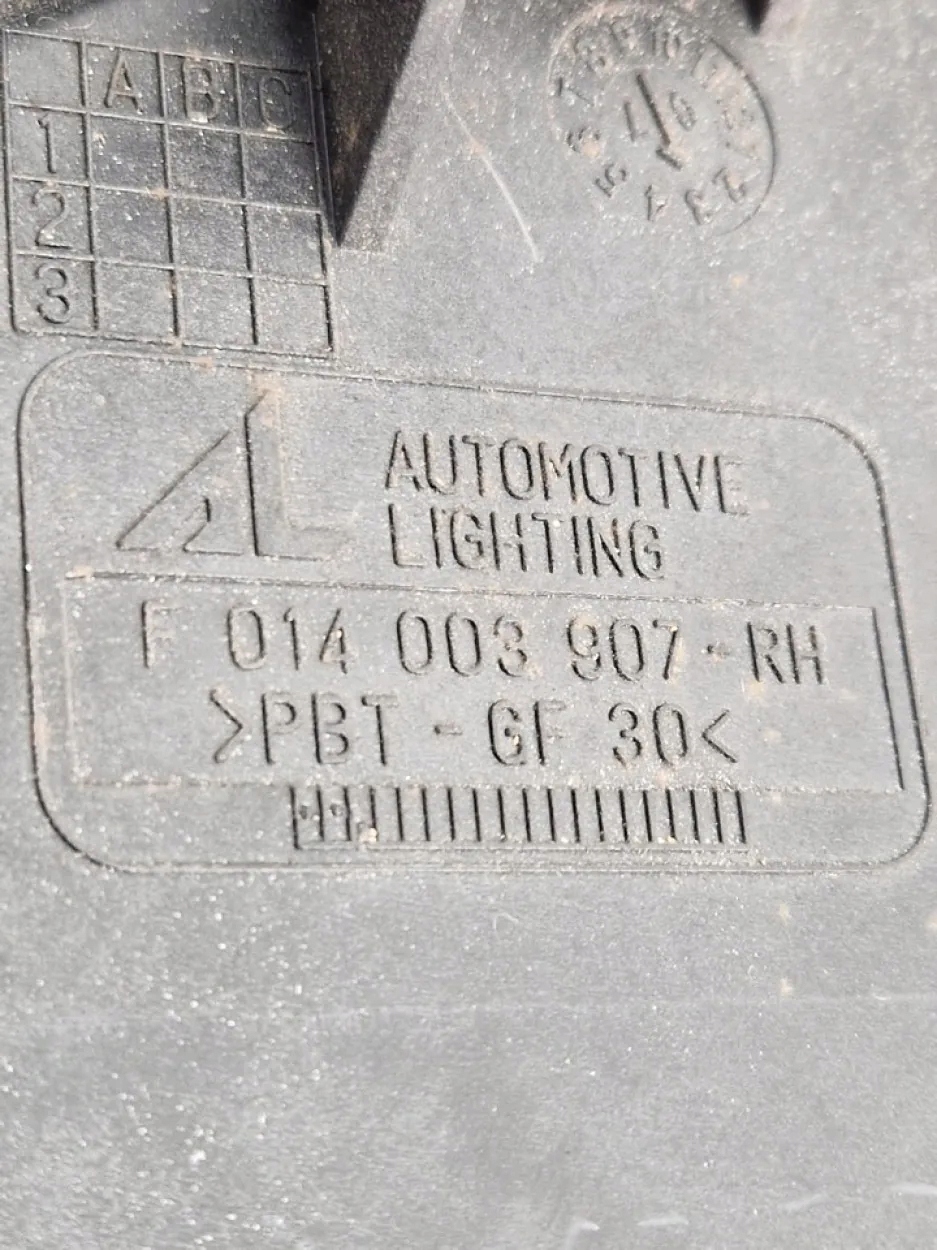 A B C
1
2
3
AL
AUTOMOTIVE
LIGHTING
F 014 003 907-RH
>PBT-GF 30<